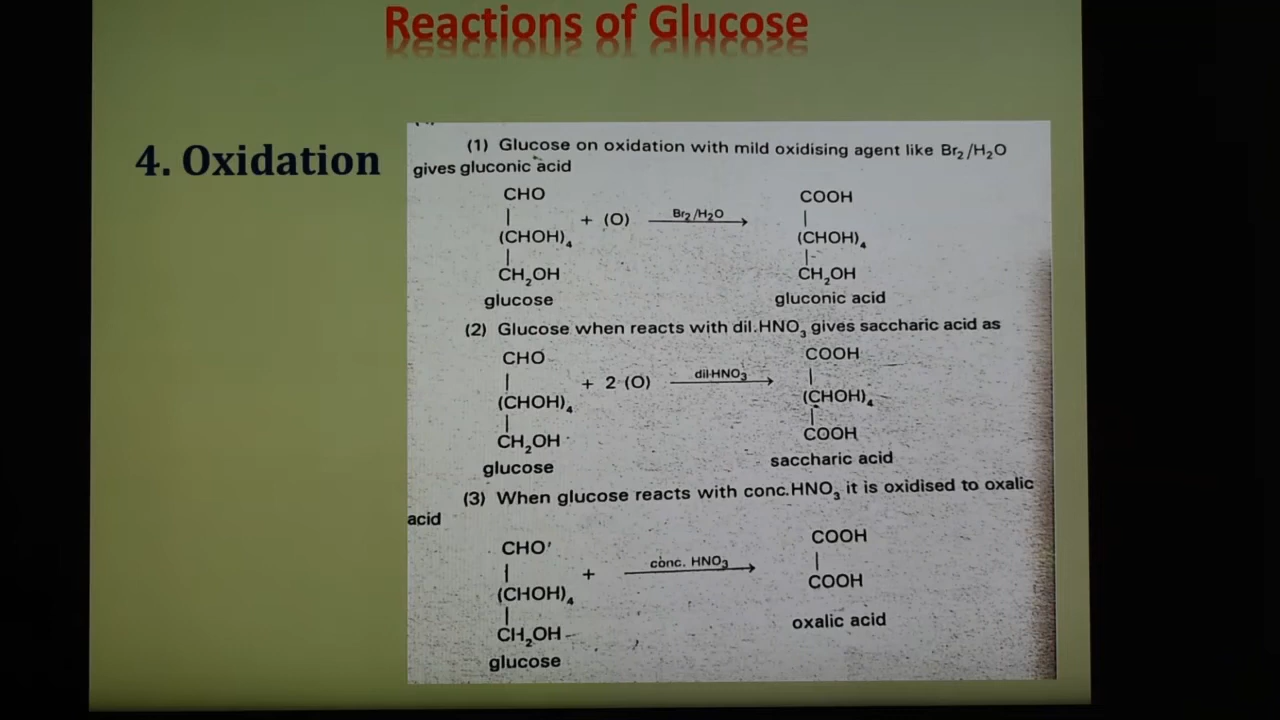 Reactions of Glucose
4. Oxidation
(1) Glucose on oxidation with mild oxidising agent like Br₂/H₂O
gives gluconic acid
CHO
|
(CHOH)₄
|
CH₂OH
glucose
+ (O)
Br₂/H₂O
COOH
|
(CHOH)₄
|
CH₂OH
gluconic acid
(2) Glucose when reacts with dil.HNO₃ gives saccharic acid as
CHO
|
(CHOH)₄
|
CH₂OH
glucose
+ 2 (O)
dil·HNO₃
COOH
|
(CHOH)₄
|
COOH
saccharic acid
(3) When glucose reacts with conc.HNO₃ it is oxidised to oxalic
acid
CHO
|
(CHOH)₄
|
CH₂OH
glucose
+
conc. HNO₃
COOH
|
COOH
oxalic acid